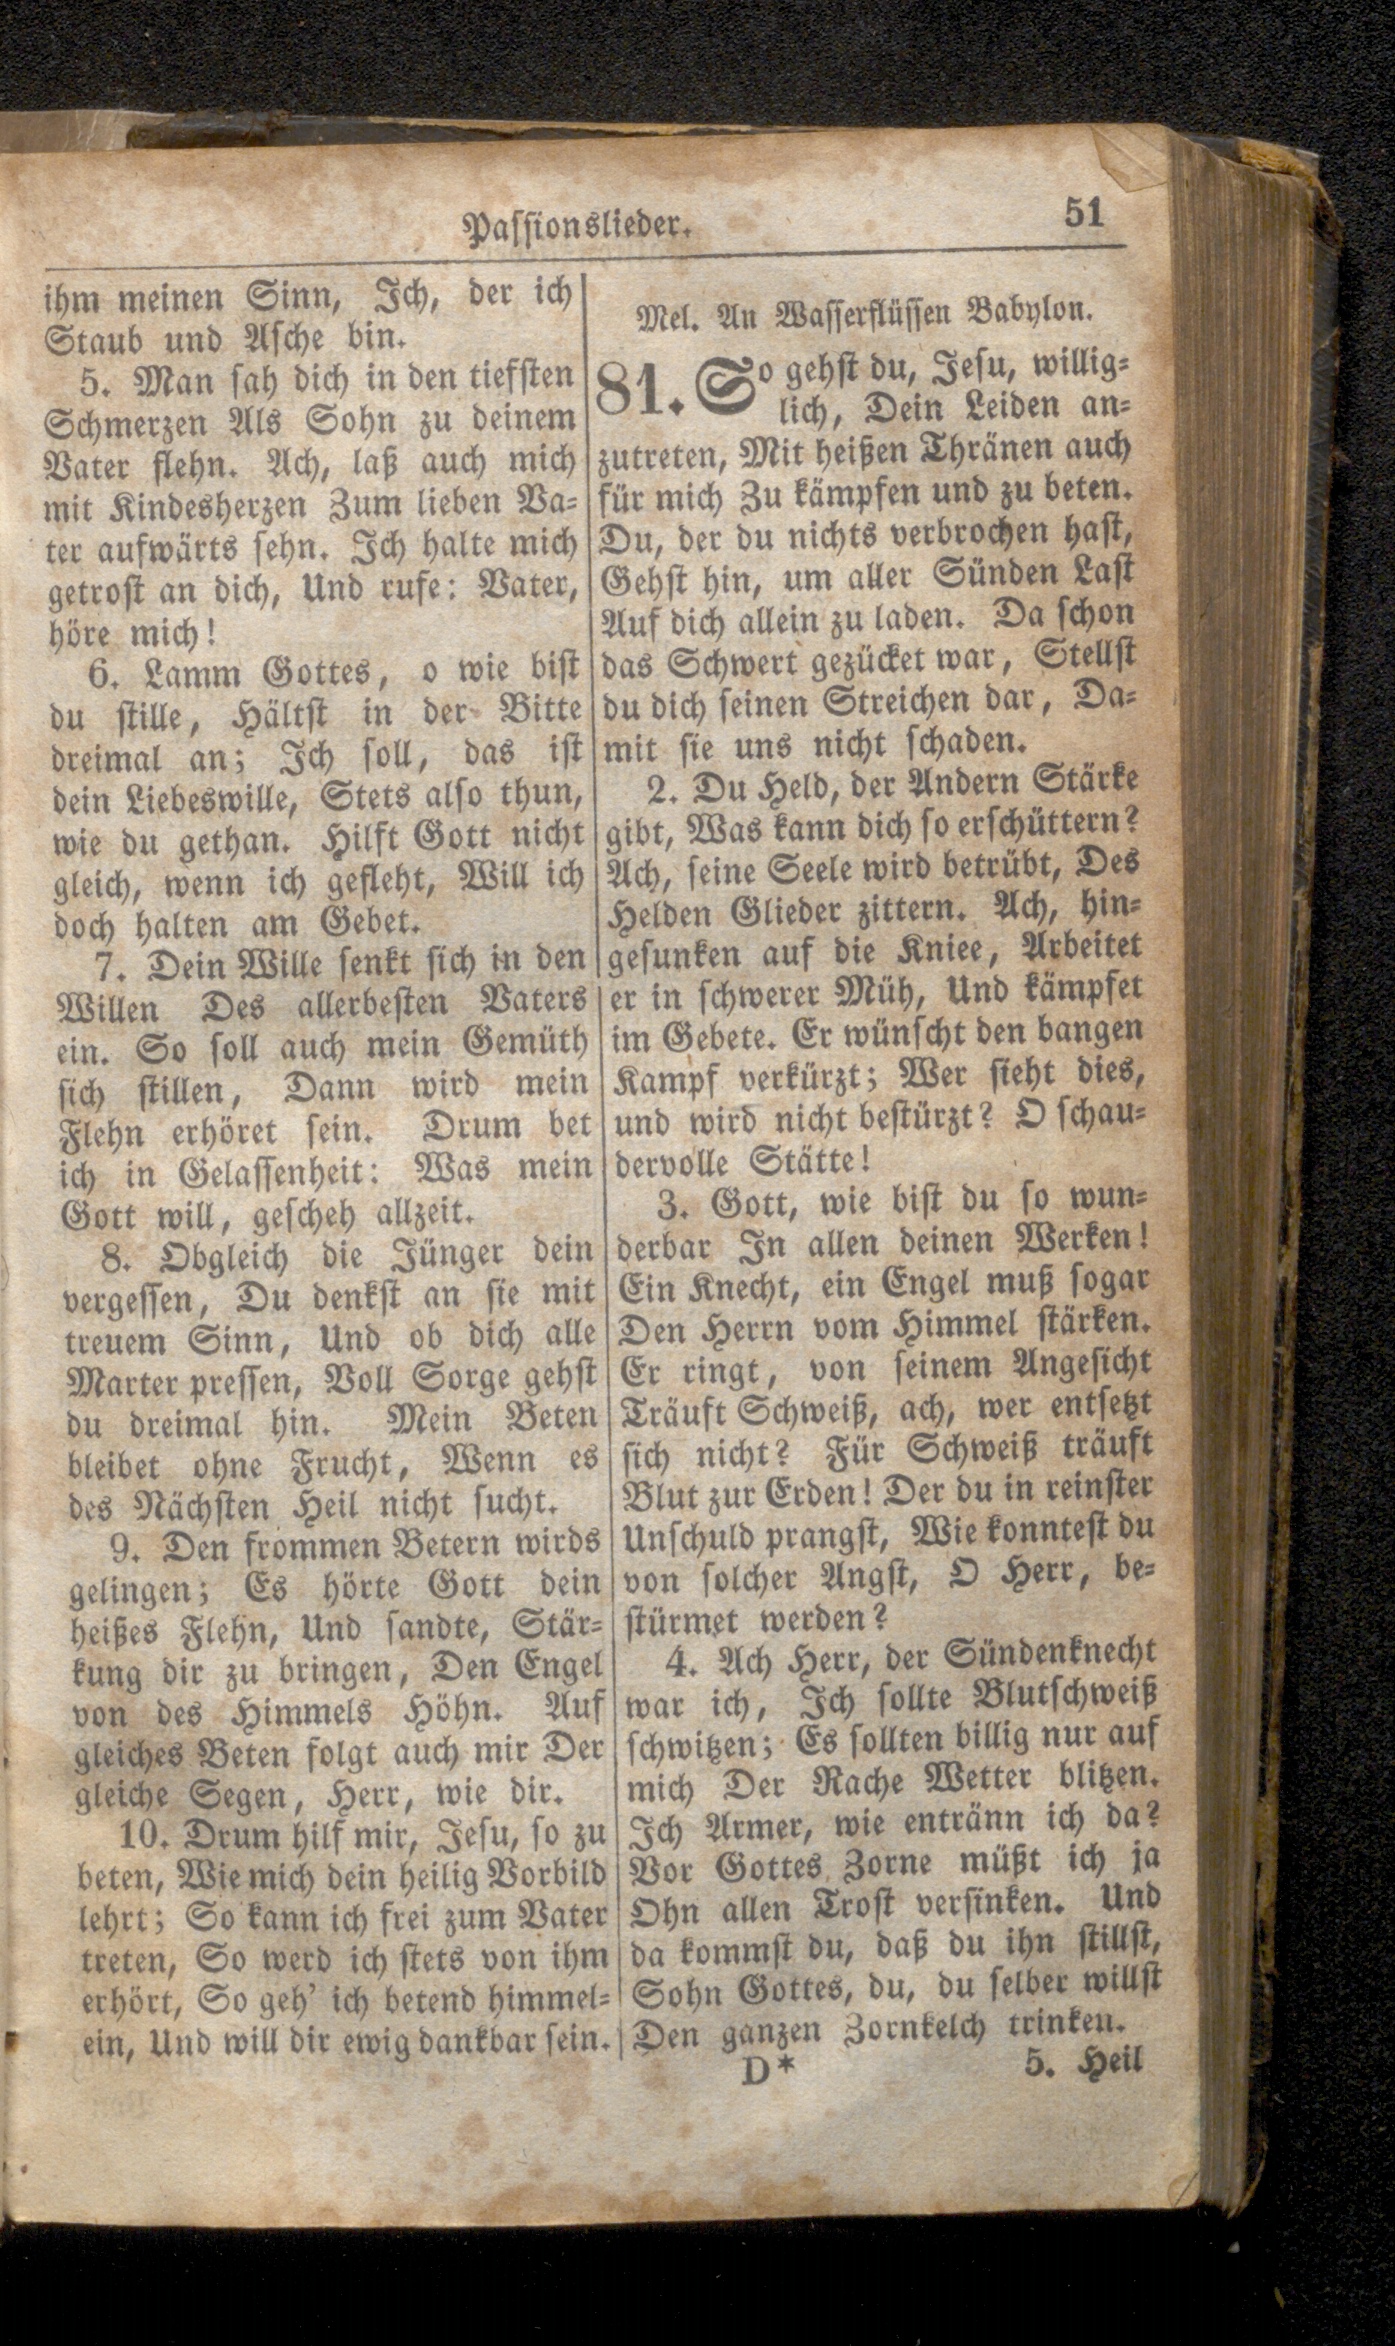 Passionslieder.
51
ihm meinen Sinn, Ich, der ich
Staub und Asche bin.
5. Man sah dich in den tiefsten
Schmerzen Als Sohn zu deinem
Vater flehn. Ach, laß auch mich
mit Kindesherzen Zum lieben Va-
ter aufwärts sehn. Ich halte mich
getrost an dich, Und rufe: Vater,
höre mich!
6. Lamm Gottes, o wie bist
du stille, Hältst in der Bitte
dreimal an; Ich soll, das ist
dein Liebeswille, Stets also thun,
wie du gethan. Hilft Gott nicht
gleich, wenn ich gefleht, Will ich
doch halten am Gebet.
7. Dein Wille senkt sich in den
Willen Des allerbesten Vaters
ein. So soll auch mein Gemüth
sich stillen, Dann wird mein
Flehn erhöret sein. Drum bet
ich in Gelassenheit: Was mein
Gott will, gescheh allzeit.
8. Obgleich die Jünger dein
vergessen, Du denkst an sie mit
treuem Sinn, Und ob dich alle
Marter pressen, Voll Sorge gehst
du dreimal hin. Mein Beten
bleibet ohne Frucht, Wenn es
des Nächsten Heil nicht sucht.
9. Den frommen Betern wirds
gelingen; Es hörte Gott dein
heißes Flehn, Und sandte, Stär-
kung dir zu bringen, Den Engel
von des Himmels Höhn. Auf
gleiches Beten folgt auch mir Der
gleiche Segen, Herr, wie dir.
10. Drum hilf mir, Jesu, so zu
beten, Wie mich dein heilig Vorbild
lehrt; So kann ich frei zum Vater
treten, So werd ich stets von ihm
erhört, So geh' ich betend himmel-
ein, Und will dir ewig dankbar sein.
Mel. An Wasserflüssen Babylon.
81. So gehst du, Jesu, willig-
lich, Dein Leiden an-
zutreten, Mit heißen Thränen auch
für mich Zu kämpfen und zu beten.
Du, der du nichts verbrochen hast,
Gehst hin, um aller Sünden Last
Auf dich allein zu laden. Da schon
das Schwert gezücket war, Stellst
du dich seinen Streichen dar, Da-
mit sie uns nicht schaden.
2. Du Held, der Andern Stärke
gibt, Was kann dich so erschüttern?
Ach, seine Seele wird betrübt, Des
Helden Glieder zittern. Ach, hin-
gesunken auf die Kniee, Arbeitet
er in schwerer Müh, Und kämpfet
im Gebete. Er wünscht den bangen
Kampf verkürzt; Wer sieht dies,
und wird nicht bestürzt? O schau-
dervolle Stätte!
3. Gott, wie bist du so wun-
derbar In allen deinen Werken!
Ein Knecht, ein Engel muß sogar
Den Herrn vom Himmel stärken.
Er ringt, von seinem Angesicht
Träuft Schweiß, ach, wer entsetzt
sich nicht? Für Schweiß träuft
Blut zur Erden! Der du in reinster
Unschuld prangst, Wie konntest du
von solcher Angst, O Herr, be-
stürmet werden?
4. Ach Herr, der Sündenknecht
war ich, Ich sollte Blutschweiß
schwitzen; Es sollten billig nur auf
mich Der Rache Wetter blitzen.
Ich Armer, wie entränn ich da?
Vor Gottes Zorne müßt ich ja
Ohn allen Trost versinken. Und
da kommst du, daß du ihn stillst,
Sohn Gottes, du, du selber willst
Den ganzen Zornkelch trinken.
D*
5. Heil